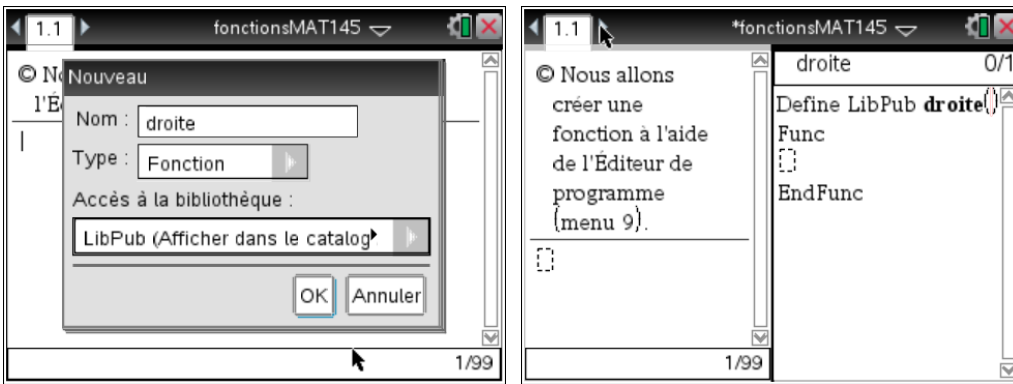 1.1 fonctionsMAT145
© No
l'É
Nouveau
Nom : droite
Type : Fonction
Accès à la bibliothèque :
LibPub (Afficher dans le catalog
OK Annuler
1/99
1.1 *fonctionsMAT145
© Nous allons
créer une
fonction à l'aide
de l'Éditeur de
programme
(menu 9).
1/99
droite 0/1
Define LibPub droite()
Func
EndFunc